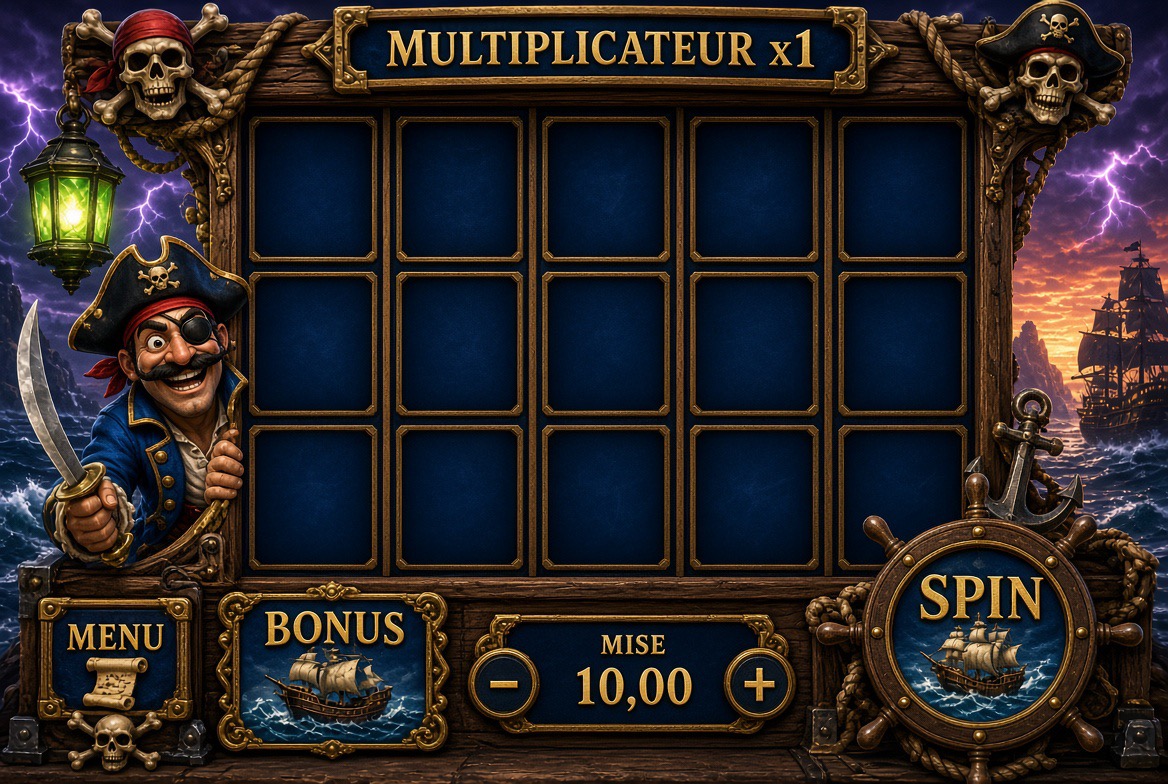 MULTIPLICATEUR x1
MENU
BONUS
MISE
- 10,00 +
SPIN